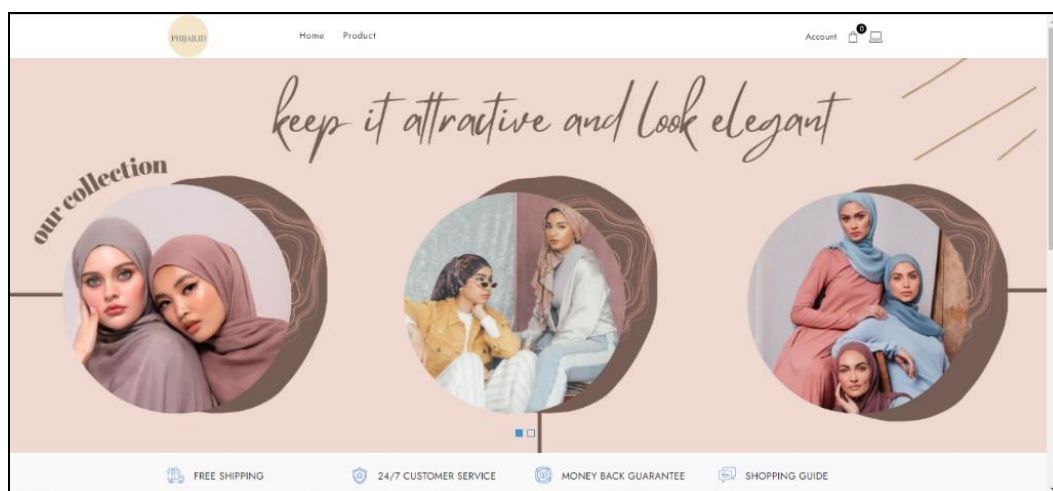 PHIJAB.ID
Home Product
Account 0
keep it attractive and look elegant
our collection
FREE SHIPPING 24/7 CUSTOMER SERVICE MONEY BACK GUARANTEE SHOPPING GUIDE